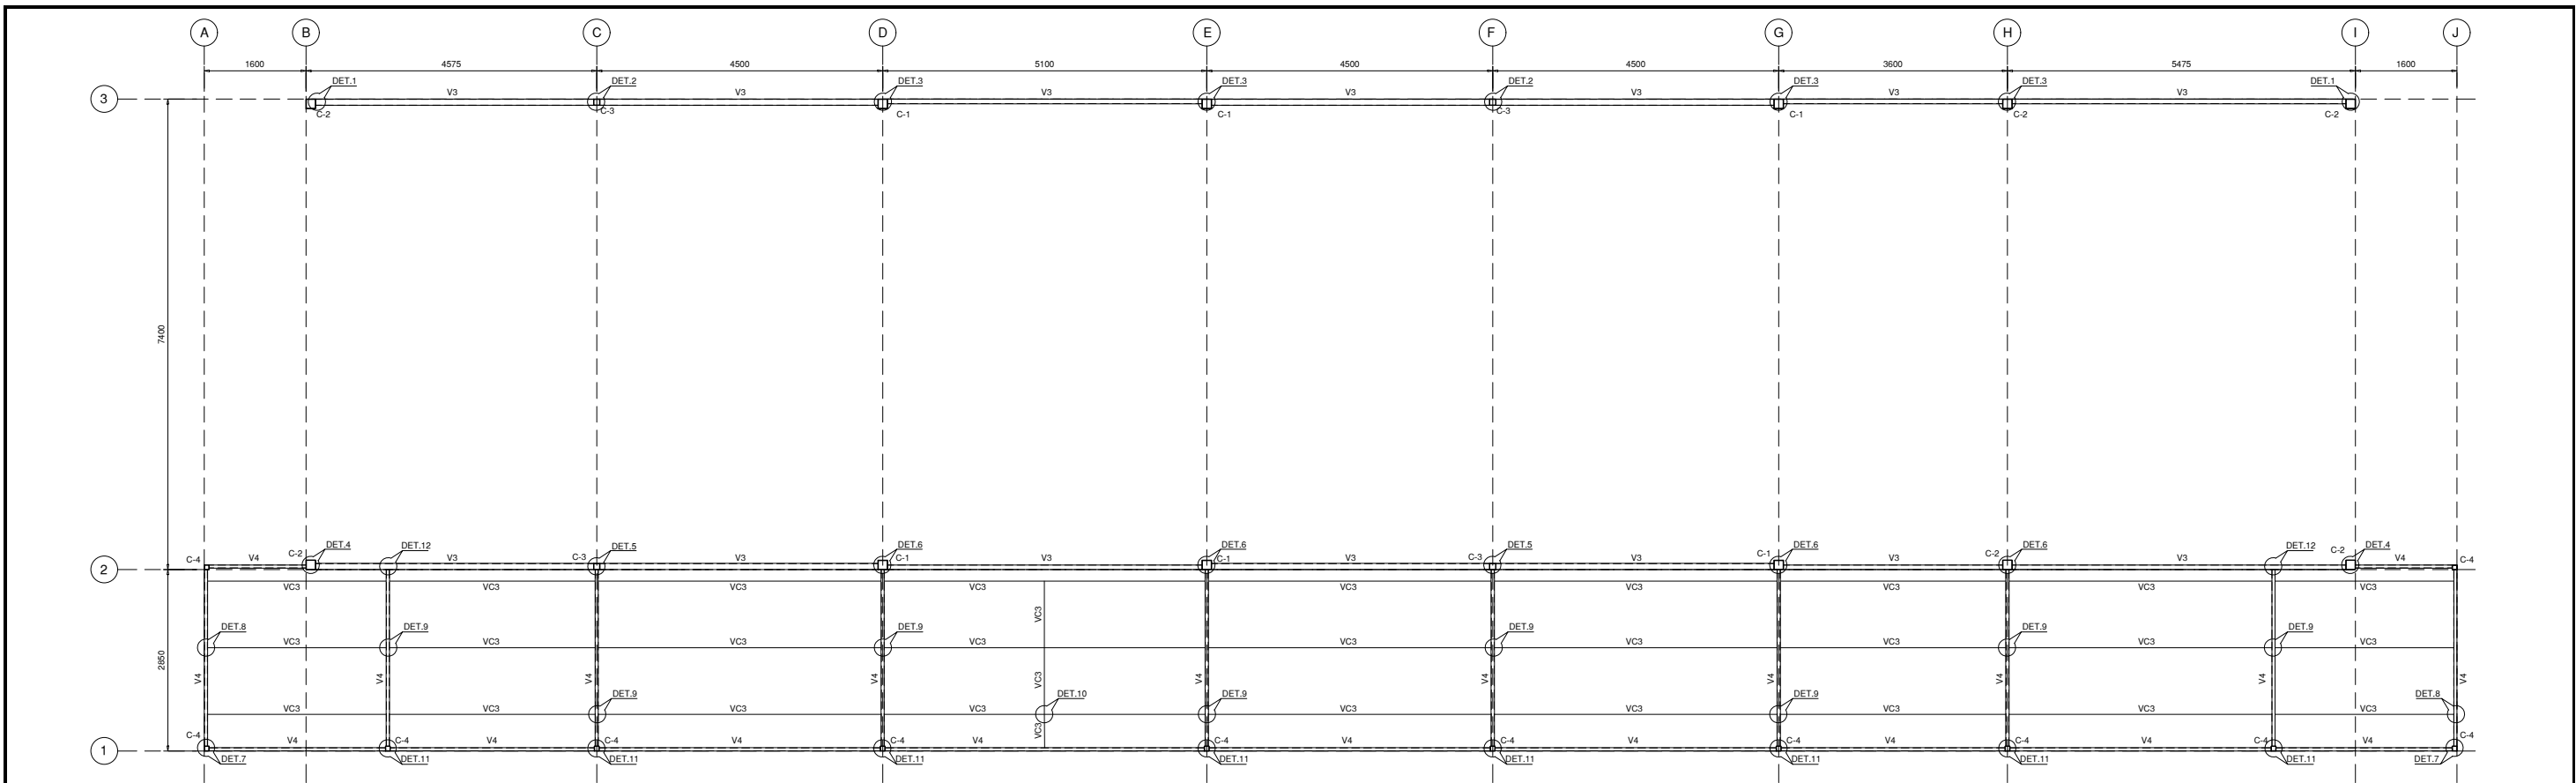 A B C D E F G H I J
1600 4575 4500 5100 4500 4500 3600 5475 1600
DET.1 DET.2 DET.3 DET.3 DET.2 DET.3 DET.3 DET.1
3 V3 V3 V3 V3 V3 V3 V3
C-2 C-3 C-1 C-1 C-3 C-1 C-2 C-2
7400
DET.4 DET.12 DET.5 DET.6 DET.6 DET.5 DET.6 DET.6 DET.12 DET.4
C-4 V4 C-2 V3 C-3 V3 C-1 V3 C-1 V3 C-3 V3 C-1 V3 C-2 V3 C-2 V4 C-4
2
VC3 VC3 VC3 VC3 VC3 VC3 VC3 VC3 VC3
VC3
DET.8 DET.9 DET.9 DET.9 DET.9 DET.9
VC3 VC3 VC3 VC3 VC3 VC3 VC3 VC3 VC3
2850
V4 V4 V4 V4 VC3 V4 V4 V4 V4 V4 V4
DET.9 DET.10 DET.9 DET.9 DET.8
VC3 VC3 VC3 VC3 VC3 VC3 VC3 VC3 VC3
VC3
C-4 V4 C-4 V4 C-4 V4 C-4 V4 C-4 V4 C-4 V4 C-4 V4 C-4 V4 C-4 V4 C-4
1
DET.7 DET.11 DET.11 DET.11 DET.11 DET.11 DET.11 DET.11 DET.11 DET.7